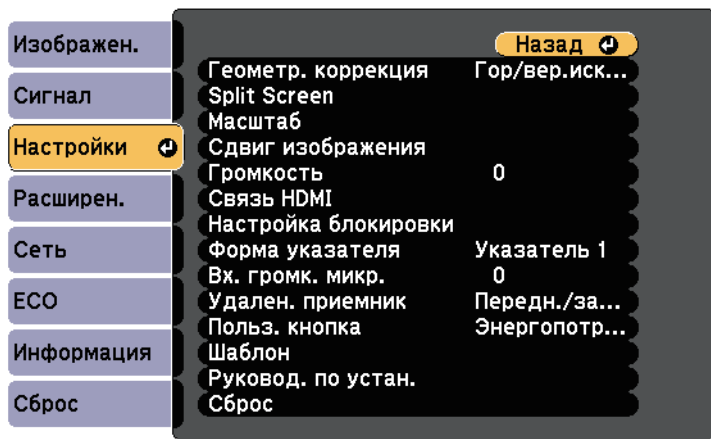 Изображен.
Сигнал
Настройки
Расширен.
Сеть
ECO
Информация
Сброс
Назад
Геометр. коррекция Гор/вер.иск...
Split Screen
Масштаб
Сдвиг изображения
Громкость 0
Связь HDMI
Настройка блокировки
Форма указателя Указатель 1
Вх. громк. микр. 0
Удален. приемник Передн./за...
Польз. кнопка Энергопотр...
Шаблон
Руковод. по устан.
Сброс